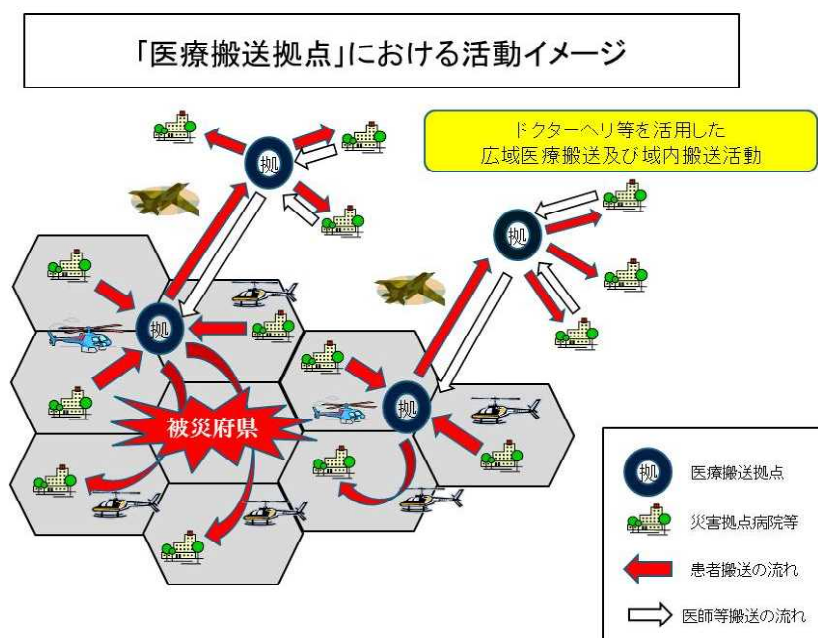 「医療搬送拠点」における活動イメージ
ドクターヘリ等を活用した
広域医療搬送及び域内搬送活動
拠
拠
拠
拠
被災府県
拠 医療搬送拠点
災害拠点病院等
患者搬送の流れ
医師等搬送の流れ